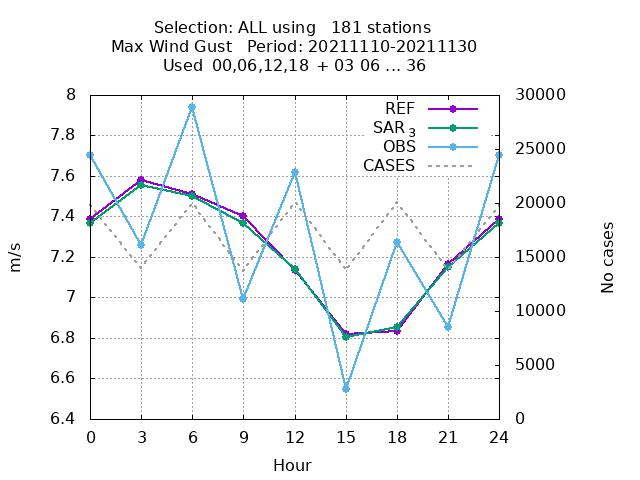 Selection: ALL using   181 stations
Max Wind Gust   Period: 20211110-20211130
Used  00,06,12,18  + 03 06 ... 36
REF
SAR 3
OBS
CASES
8
7.8
7.6
7.4
7.2
7
6.8
6.6
6.4
30000
25000
20000
15000
10000
5000
0
m/s
No cases
0 3 6 9 12 15 18 21 24
Hour